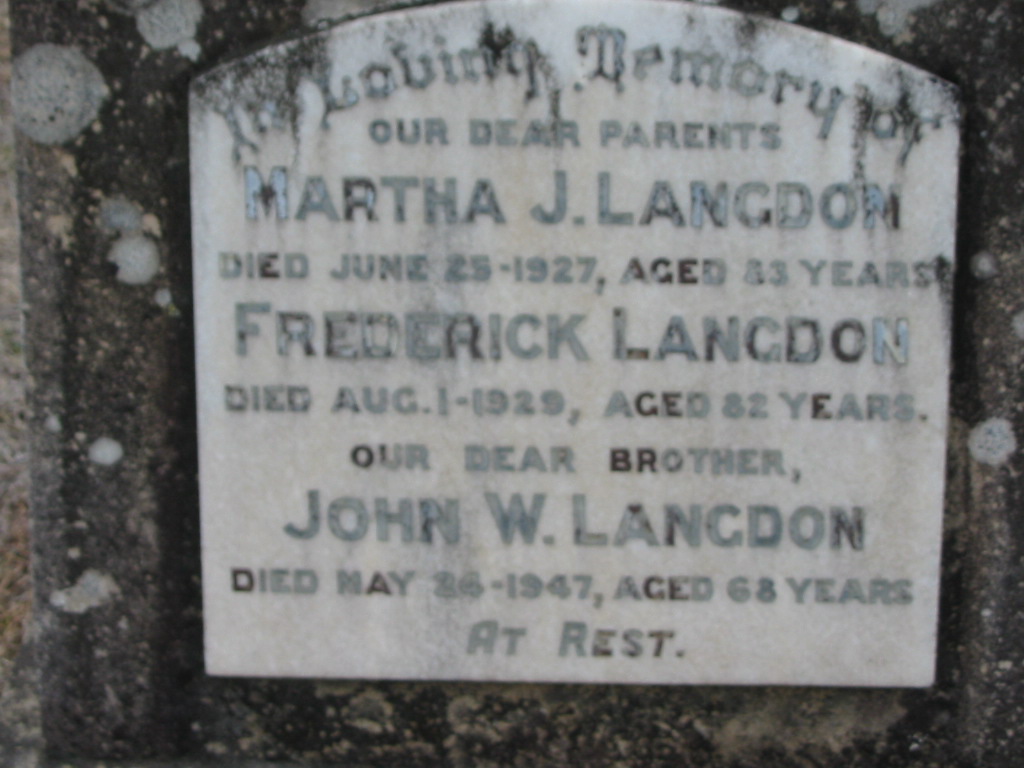 In Loving Memory of
OUR DEAR PARENTS
MARTHA J. LANGDON
DIED JUNE 25-1927, AGED 83 YEARS
FREDERICK LANGDON
DIED AUG. 1-1929, AGED 82 YEARS.
OUR DEAR BROTHER,
JOHN W. LANGDON
DIED MAY 26-1947, AGED 68 YEARS
AT REST.